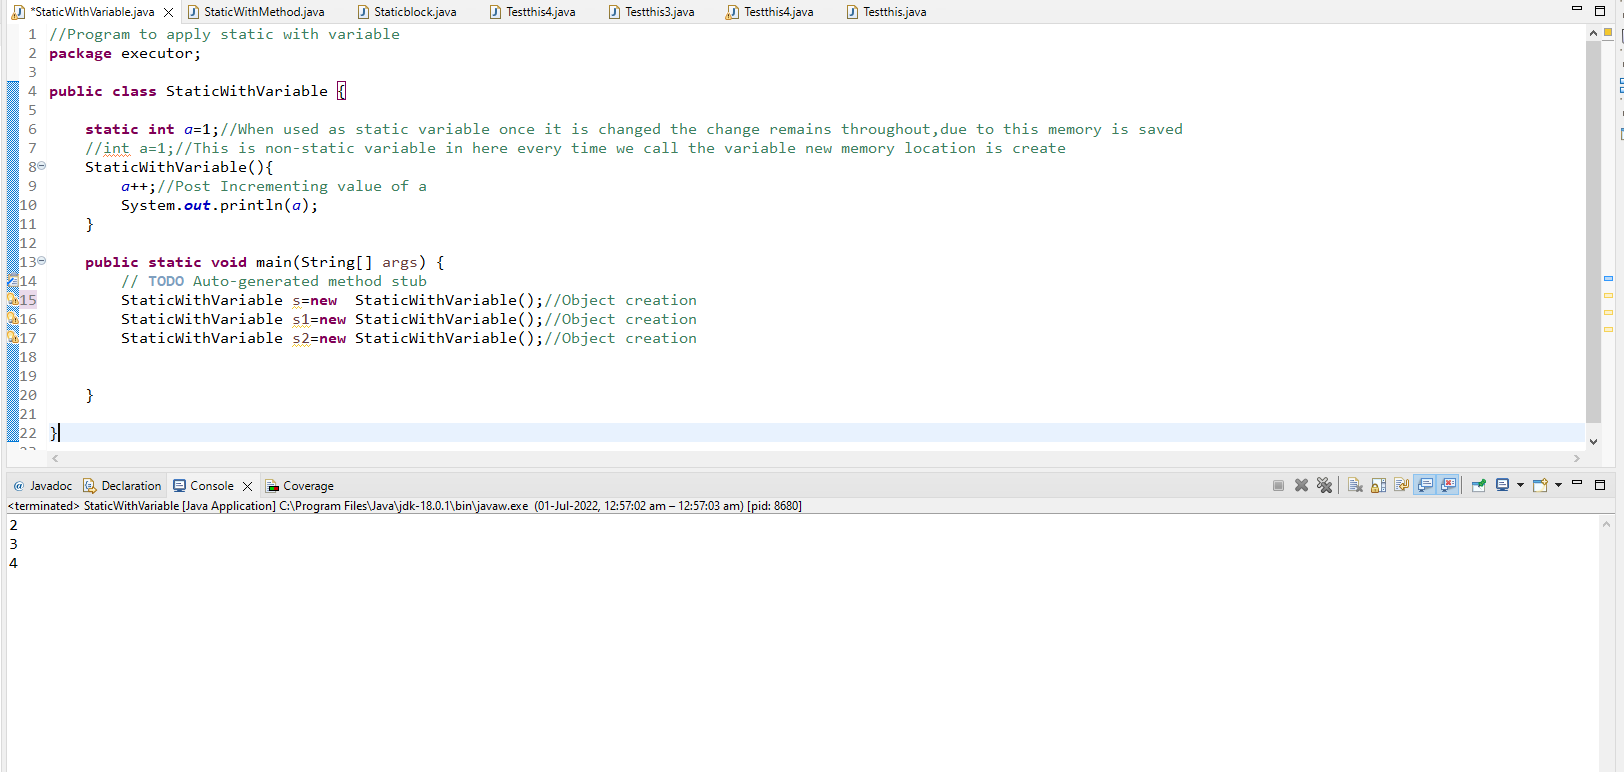 *StaticWithVariable.java StaticWithMethod.java Staticblock.java Testthis4.java Testthis3.java Testthis4.java Testthis.java
1 //Program to apply static with variable
2 package executor;
3
4 public class StaticWithVariable {
5
6 static int a=1;//When used as static variable once it is changed the change remains throughout,due to this memory is saved
7 //int a=1;//This is non-static variable in here every time we call the variable new memory location is create
8 StaticWithVariable(){
9 a++;//Post Incrementing value of a
10 System.out.println(a);
11 }
12
13 public static void main(String[] args) {
14 // TODO Auto-generated method stub
15 StaticWithVariable s=new  StaticWithVariable();//Object creation
16 StaticWithVariable s1=new StaticWithVariable();//Object creation
17 StaticWithVariable s2=new StaticWithVariable();//Object creation
18
19
20 }
21
22 }
@ Javadoc Declaration Console Coverage
<terminated> StaticWithVariable [Java Application] C:\Program Files\Java\jdk-18.0.1\bin\javaw.exe (01-Jul-2022, 12:57:02 am – 12:57:03 am) [pid: 8680]
2
3
4